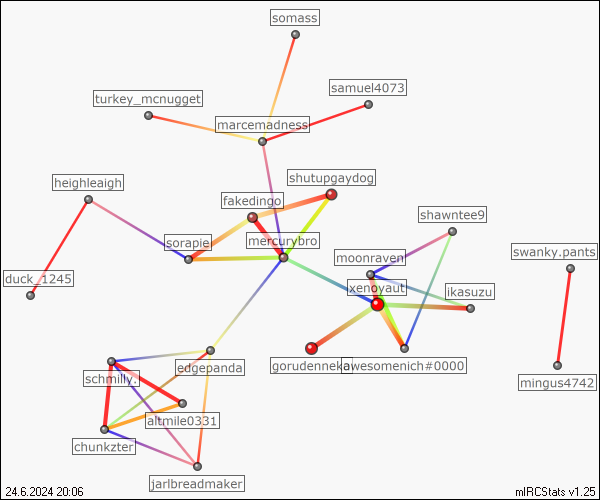 somass
samuel4073
turkey_mcnugget
marcemadness
heighleaigh
shutupgaydog
fakedingo
shawntee9
sorapie
mercurybro
moonraven
swanky.pants
duck_1245
xenoyaut
ikasuzu
gorudenneko
awesomenich#0000
edgepanda
schmilly.
mingus4742
altmile0331
chunkzter
jarlbreadmaker
24.6.2024 20:06
mIRCStats v1.25